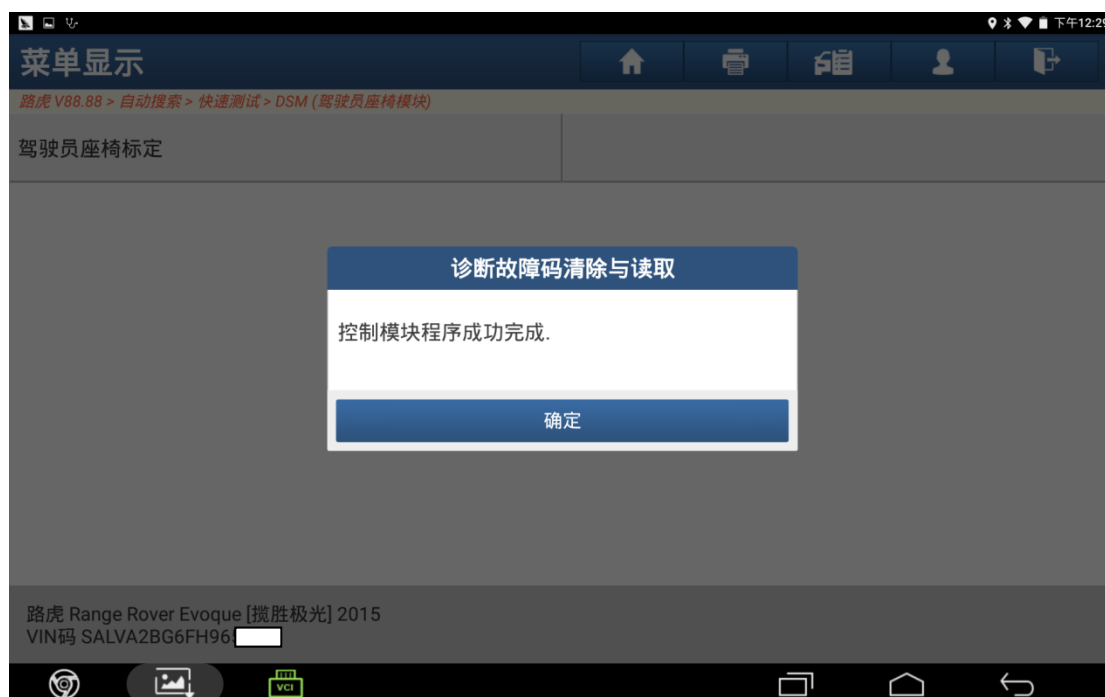 下午12:29
菜单显示
路虎 V88.88 > 自动搜索 > 快速测试 > DSM (驾驶员座椅模块)
驾驶员座椅标定
诊断故障码清除与读取
控制模块程序成功完成.
确定
路虎 Range Rover Evoque [揽胜极光] 2015
VIN码 SALVA2BG6FH96
VCI